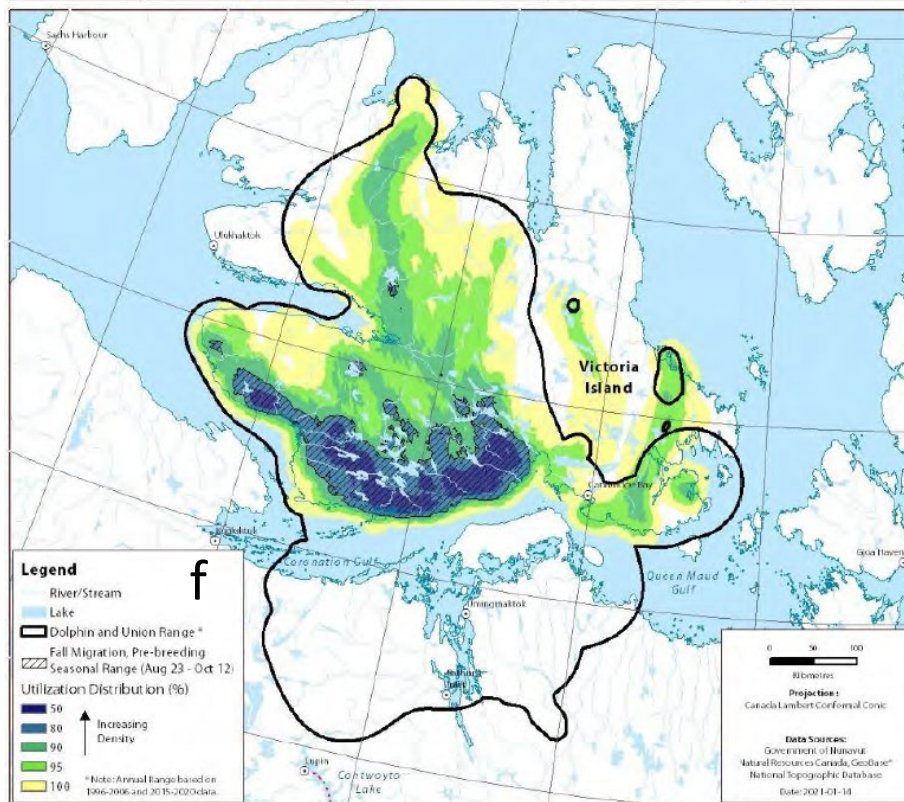 Sachs Harbour
Ulukhaktok
Victoria
Island
Cambridge Bay
Kugluktuk
Coronation Gulf
Queen Maud
Gulf
Gjoa Haven
Umingmaktok
Inlet
Lupin
Contwoyto
Lake
f
Legend
River/Stream
Lake
Dolphin and Union Range *
Fall Migration, Pre-breeding
Seasonal Range (Aug 23 - Oct 12)
Utilization Distribution (%)
50
80
90
95
100
Increasing
Density
* Note: Annual Range based on
1996-2006 and 2015-2020 data.
0 50 100
Kilometres
Projection:
Canada Lambert Conformal Conic
Data Sources:
Government of Nunavut
Natural Resources Canada, GeoBase®
National Topographic Database
Date: 2021-01-14